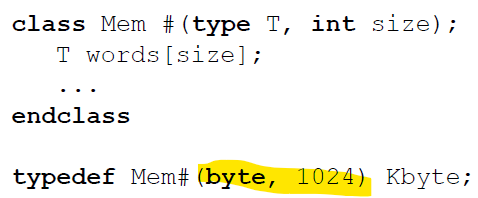 class Mem #(type T, int size);
T words[size];
...
endclass
typedef Mem#(byte, 1024) Kbyte;